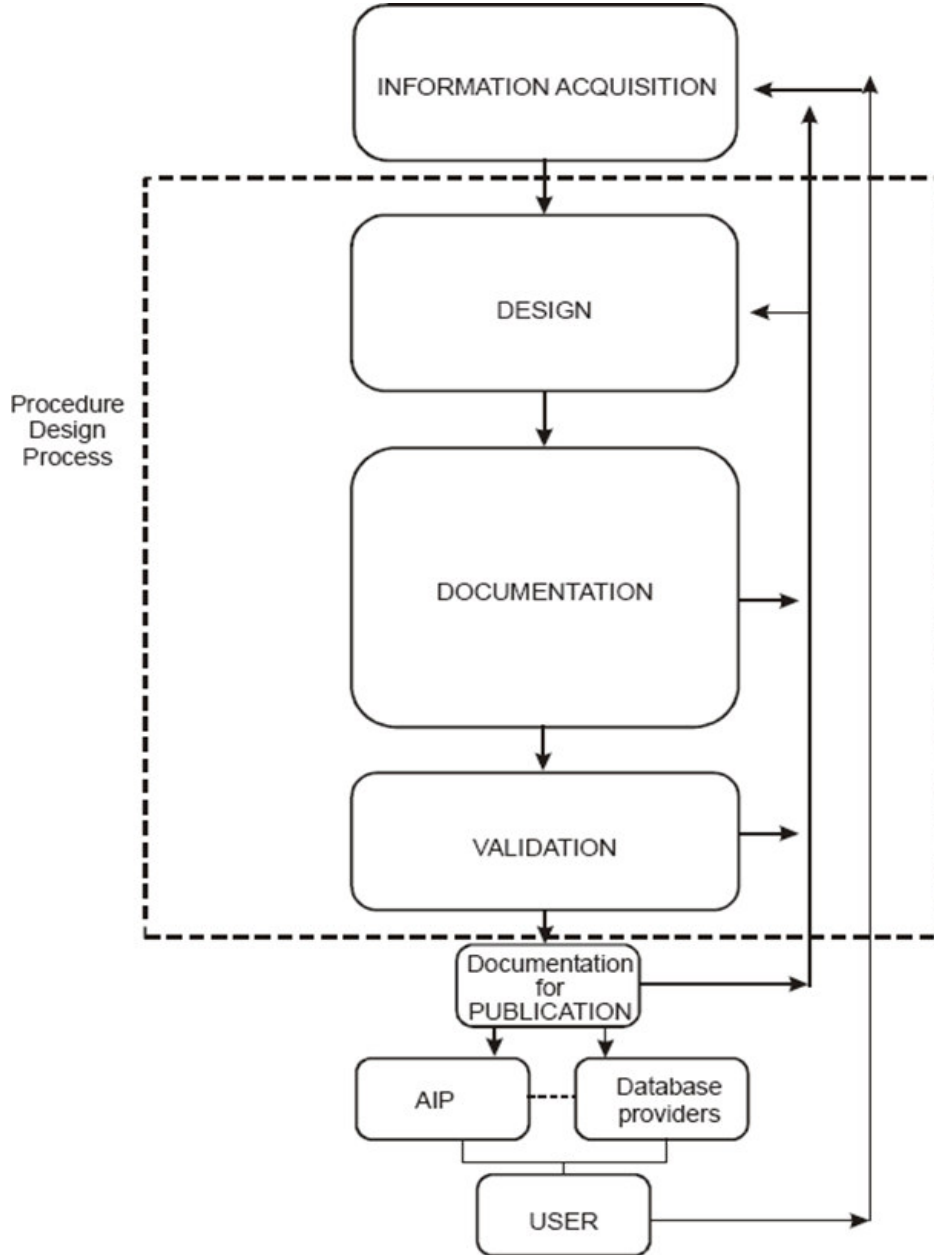 INFORMATION ACQUISITION
DESIGN
Procedure
Design
Process
DOCUMENTATION
VALIDATION
Documentation
for
PUBLICATION
AIP
Database
providers
USER